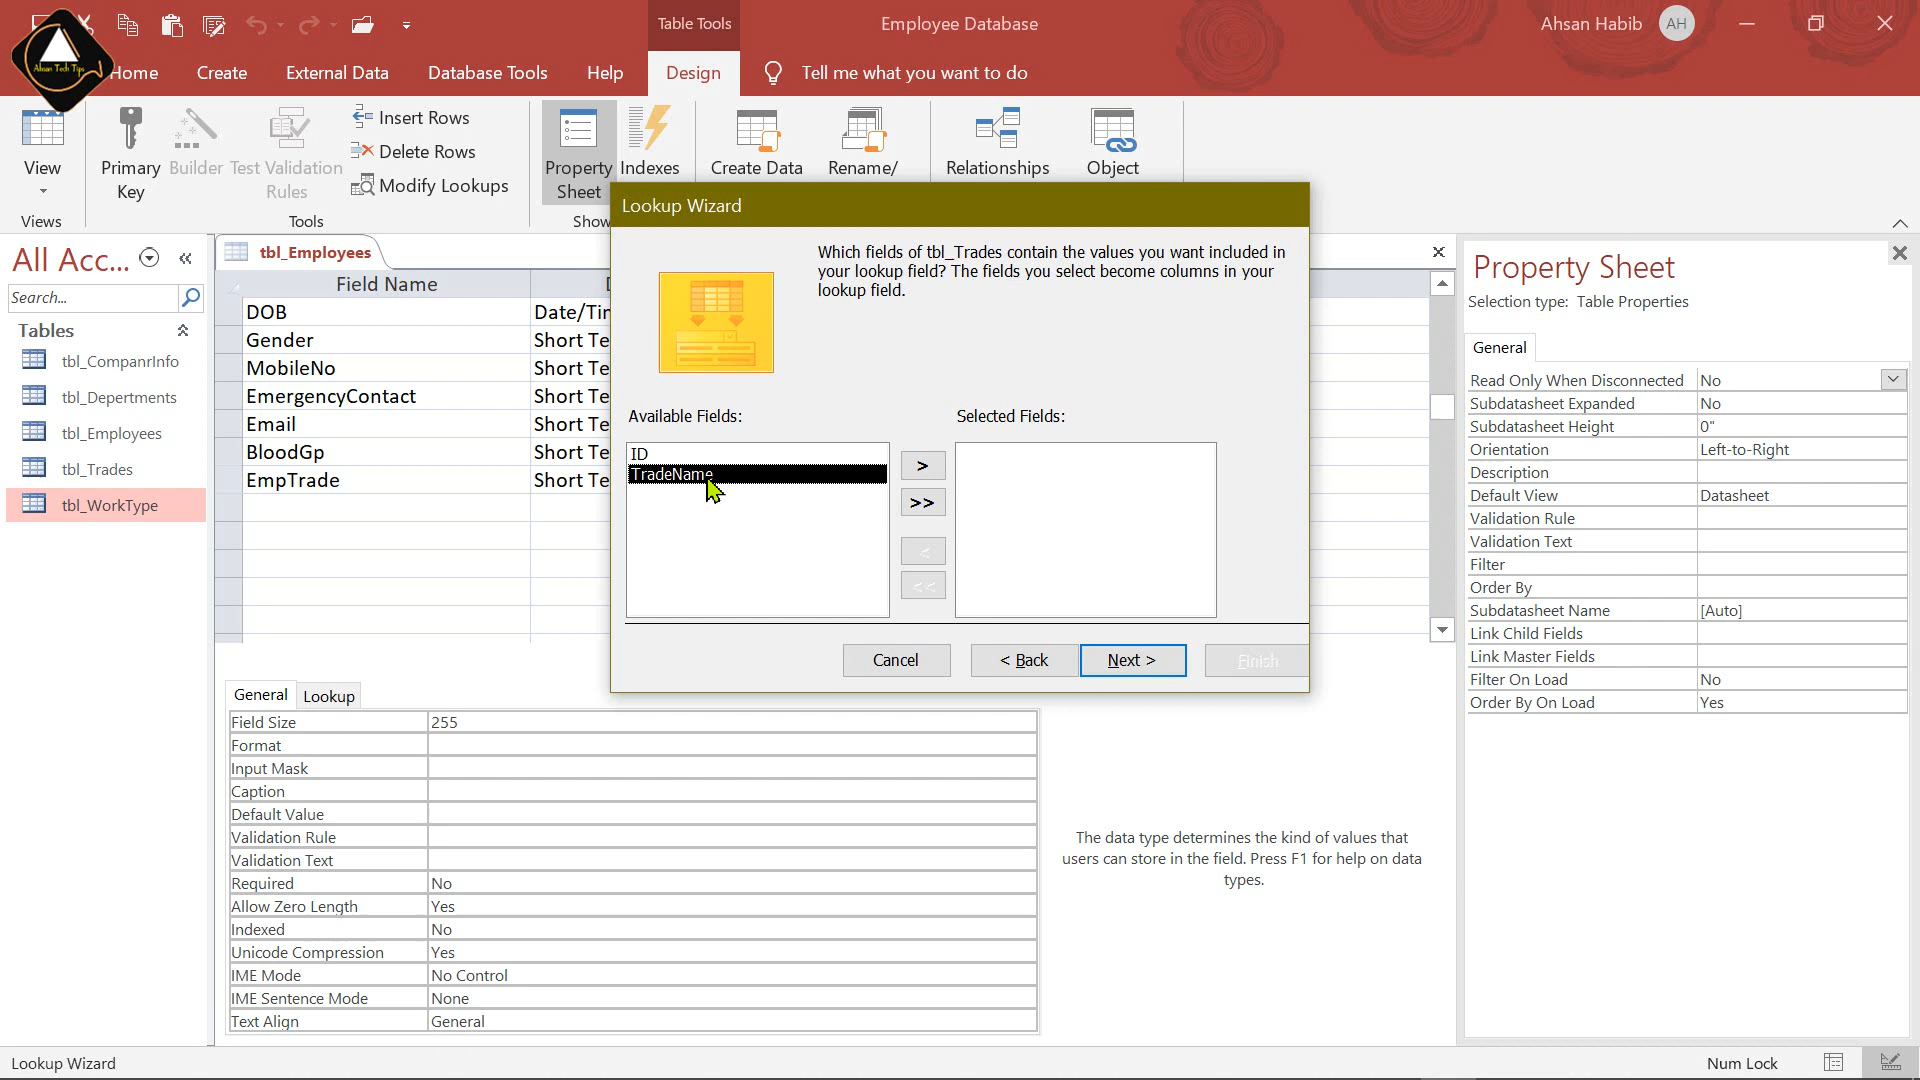 Table Tools
Employee Database
Ahsan Habib
AH
Ahsan Tech Tips
Home
Create
External Data
Database Tools
Help
Design
Tell me what you want to do
View
Primary
Key
Builder
Test Validation
Rules
Insert Rows
Delete Rows
Modify Lookups
Property
Sheet
Indexes
Create Data
Rename/
Relationships
Object
Views
Tools
Show
All Acc...
Search...
Tables
tbl_CompanrInfo
tbl_Depertments
tbl_Employees
tbl_Trades
tbl_WorkType
tbl_Employees
Field Name
DOB
Date/Tin
Gender
Short Te
MobileNo
Short Te
EmergencyContact
Short Te
Email
Short Te
BloodGp
Short Te
EmpTrade
Short Te
Lookup Wizard
Which fields of tbl_Trades contain the values you want included in
your lookup field? The fields you select become columns in your
lookup field.
Available Fields:
Selected Fields:
ID
TradeName
>
>>
<
<<
Cancel
< Back
Next >
Finish
General
Lookup
Field Size 255
Format
Input Mask
Caption
Default Value
Validation Rule
Validation Text
Required No
Allow Zero Length Yes
Indexed No
Unicode Compression Yes
IME Mode No Control
IME Sentence Mode None
Text Align General
The data type determines the kind of values that
users can store in the field. Press F1 for help on data
types.
Property Sheet
Selection type: Table Properties
General
Read Only When Disconnected No
Subdatasheet Expanded No
Subdatasheet Height 0"
Orientation Left-to-Right
Description
Default View Datasheet
Validation Rule
Validation Text
Filter
Order By
Subdatasheet Name [Auto]
Link Child Fields
Link Master Fields
Filter On Load No
Order By On Load Yes
Lookup Wizard
Num Lock